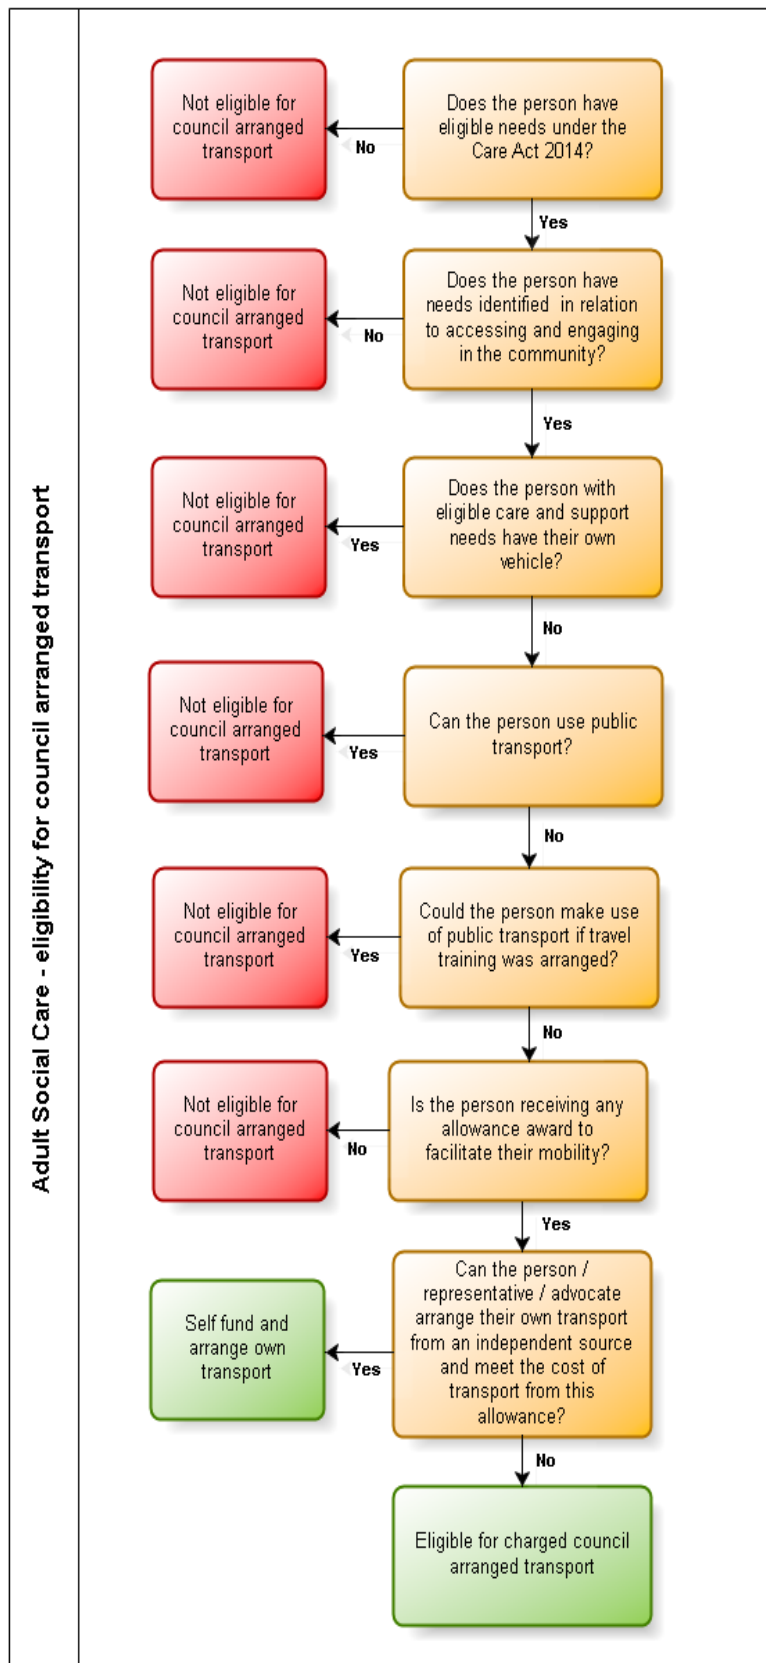 Adult Social Care - eligibility for council arranged transport
Does the person have
eligible needs under the
Care Act 2014?
No
Not eligible for
council arranged
transport
Yes
Does the person have
needs identified in relation
to accessing and engaging
in the community?
No
Not eligible for
council arranged
transport
Yes
Does the person with
eligible care and support
needs have their own
vehicle?
Yes
Not eligible for
council arranged
transport
No
Can the person use public
transport?
Yes
Not eligible for
council arranged
transport
No
Could the person make use
of public transport if travel
training was arranged?
Yes
Not eligible for
council arranged
transport
No
Is the person receiving any
allowance award to
facilitate their mobility?
No
Not eligible for
council arranged
transport
Yes
Can the person /
representative / advocate
arrange their own transport
from an independent source
and meet the cost of
transport from this
allowance?
Yes
Self fund and
arrange own
transport
No
Eligible for charged council
arranged transport